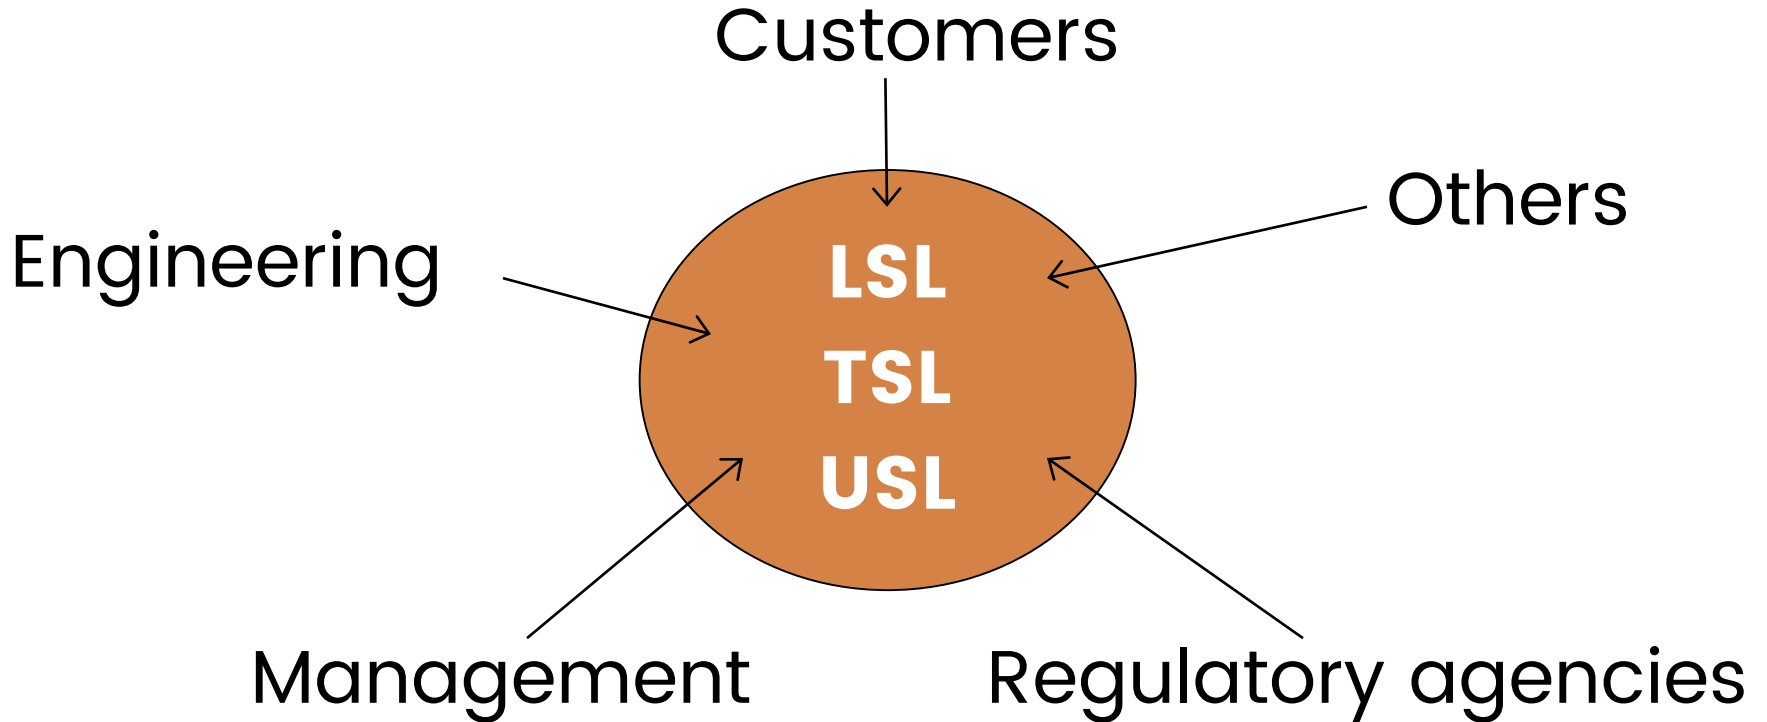 Customers
Others
Engineering
LSL
TSL
USL
Management
Regulatory agencies